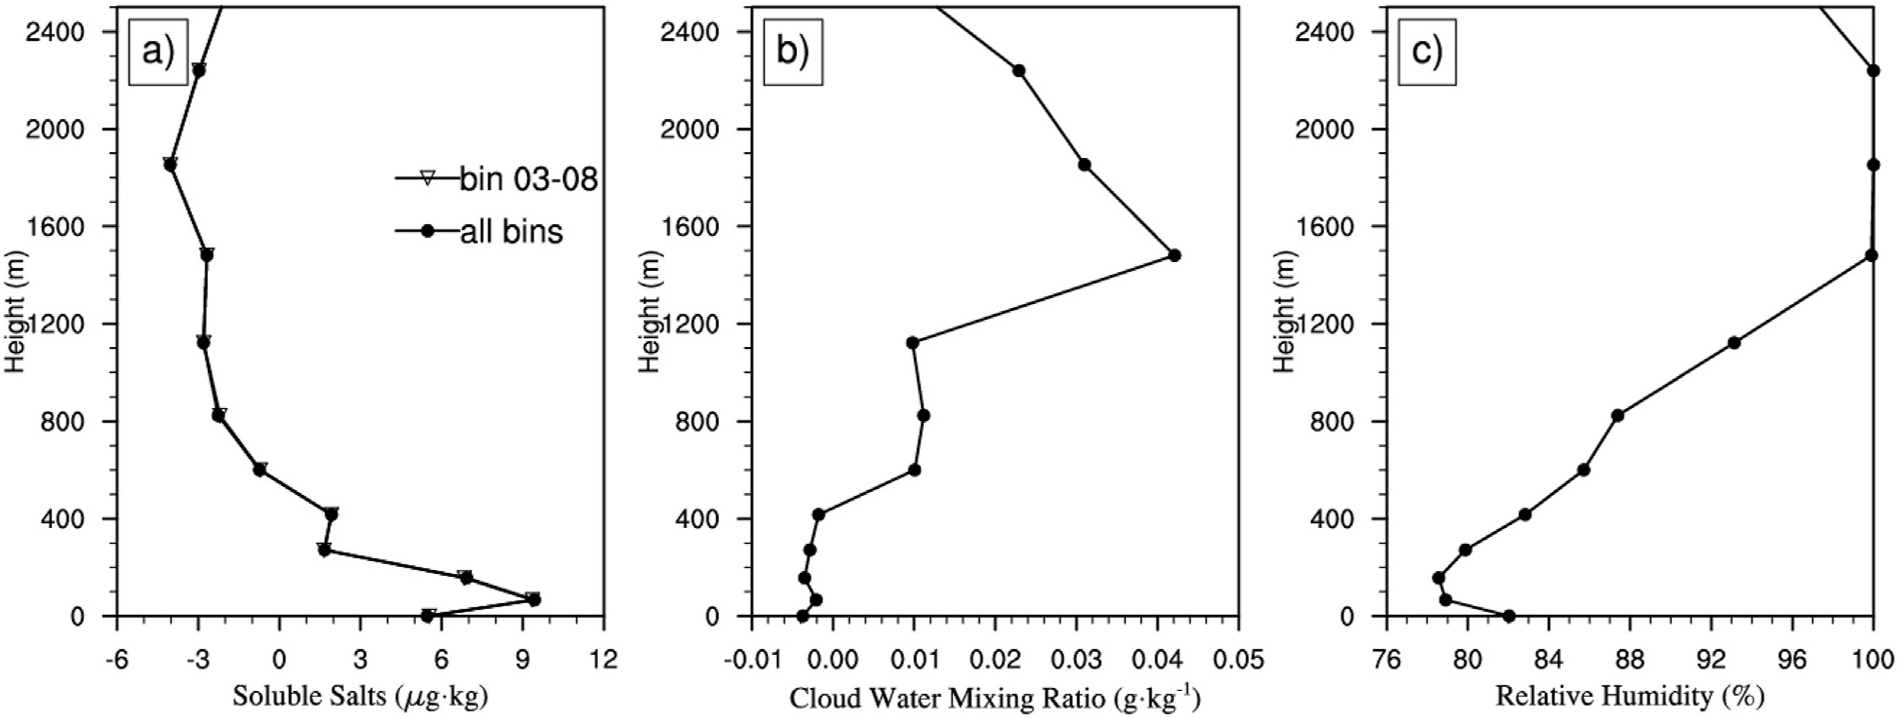 a)
2400
2000
1600
1200
800
400
0
Height (m)
bin 03-08
all bins
-6 -3 0 3 6 9 12
Soluble Salts (μg·kg)
b)
2400
2000
1600
1200
800
400
0
Height (m)
-0.01 0.00 0.01 0.02 0.03 0.04 0.05
Cloud Water Mixing Ratio (g·kg⁻¹)
c)
2400
2000
1600
1200
800
400
0
Height (m)
76 80 84 88 92 96 100
Relative Humidity (%)